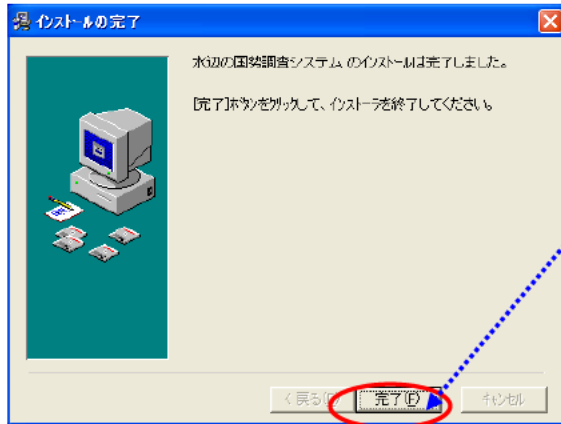 インストールの完了
水辺の国勢調査システム のインストールは完了しました。
[完了]ボタンをクリックして、インストーラを終了してください。
< 戻る(B) 完了(F) キャンセル